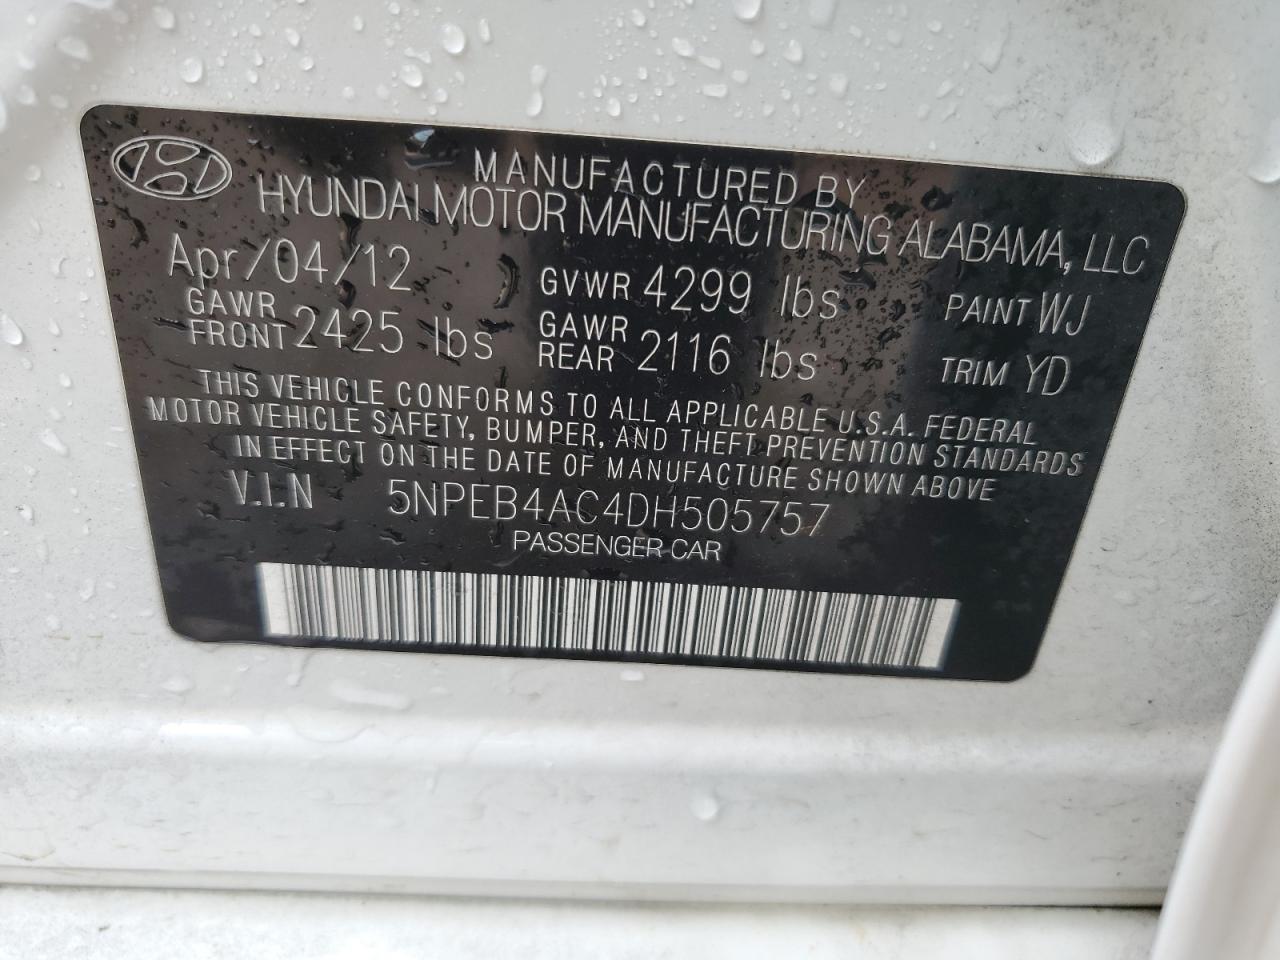 MANUFACTURED BY
HYUNDAI MOTOR MANUFACTURING ALABAMA, LLC
Apr/04/12 GVWR 4299 lbs PAINT WJ
GAWR FRONT 2425 lbs GAWR REAR 2116 lbs TRIM YD
THIS VEHICLE CONFORMS TO ALL APPLICABLE U.S.A. FEDERAL
MOTOR VEHICLE SAFETY, BUMPER, AND THEFT PREVENTION STANDARDS
IN EFFECT ON THE DATE OF MANUFACTURE SHOWN ABOVE
V.I.N 5NPEB4AC4DH505757
PASSENGER CAR